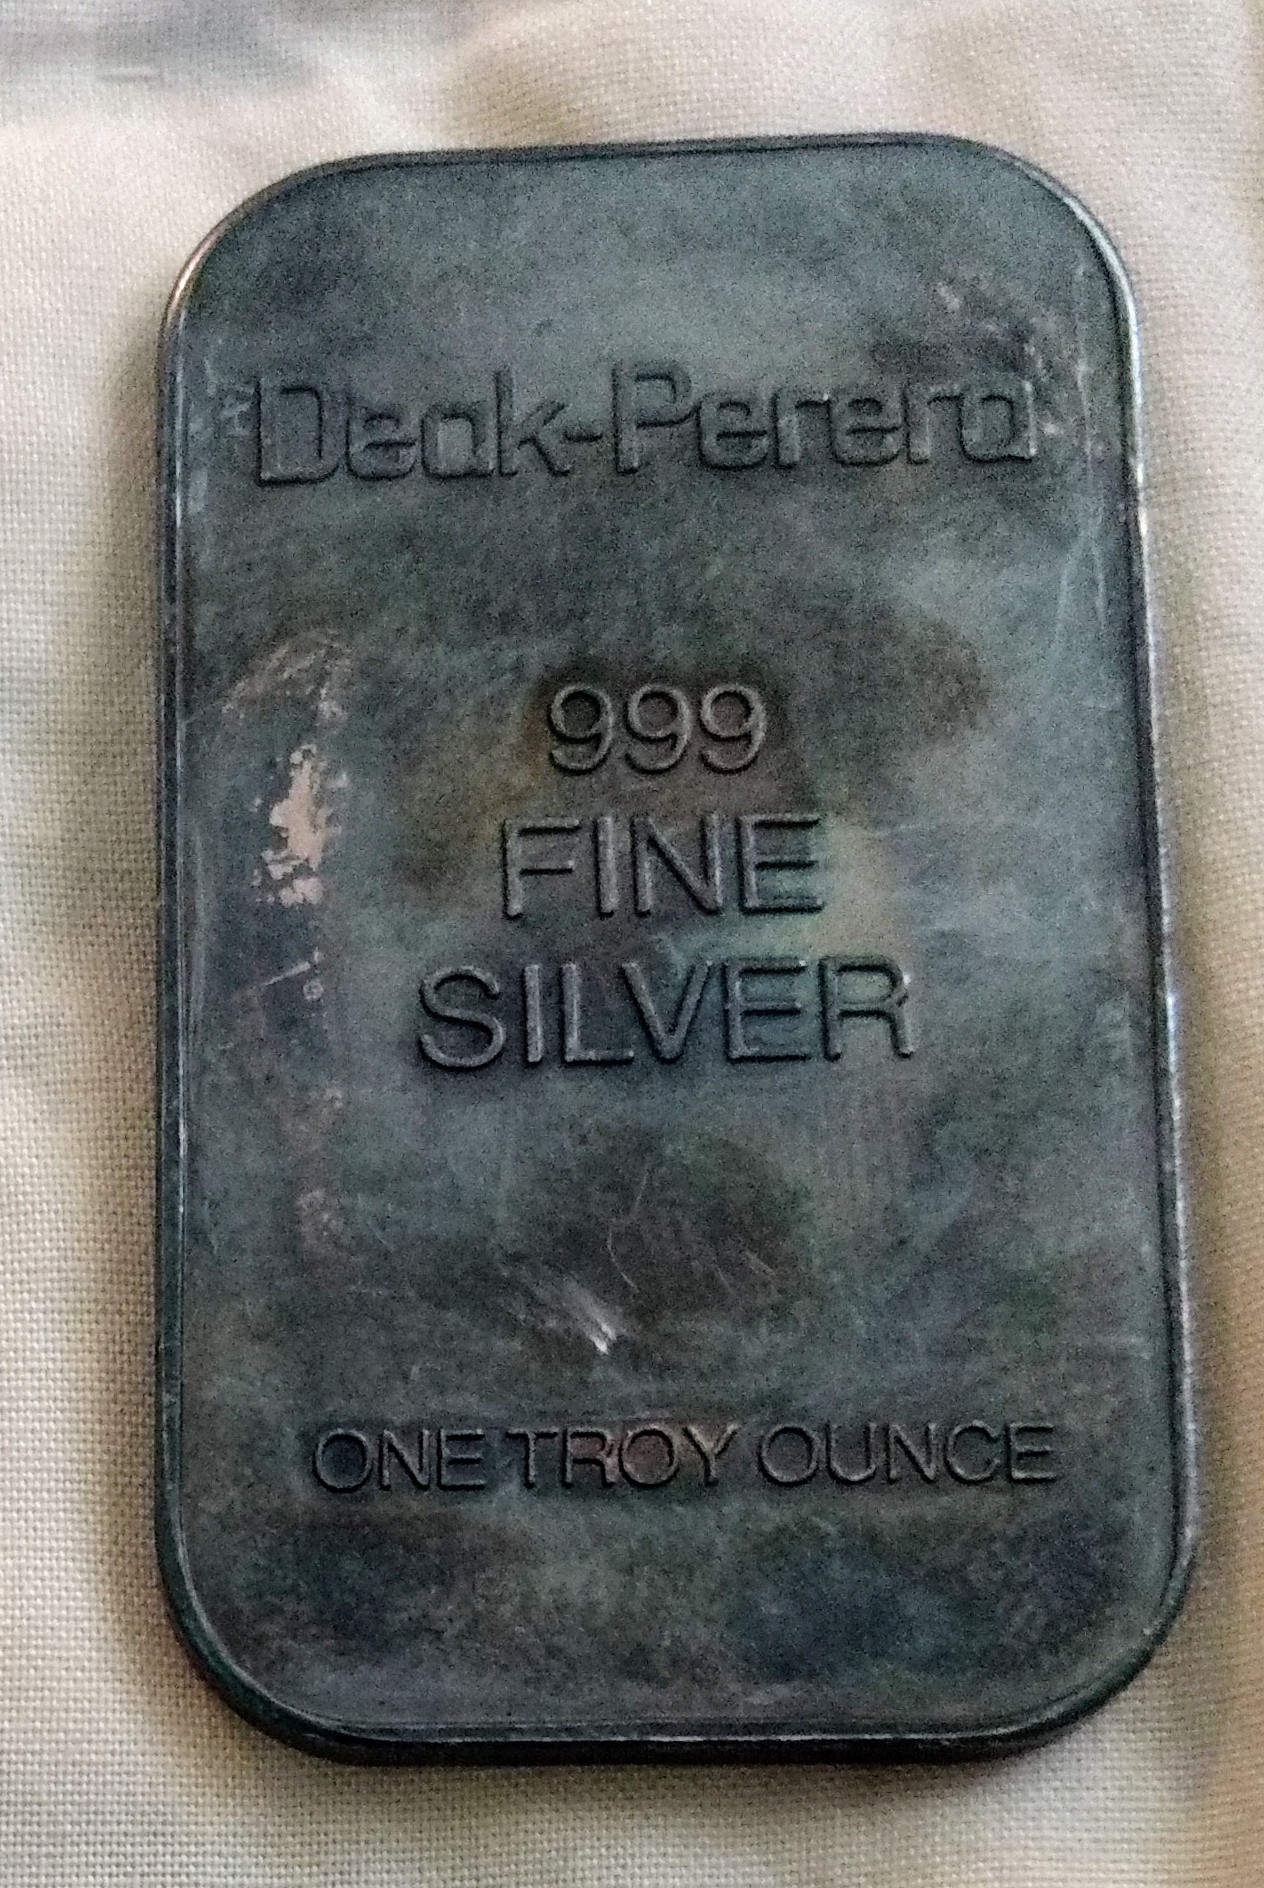 Deak-Perera
999
FINE
SILVER
ONE TROY OUNCE